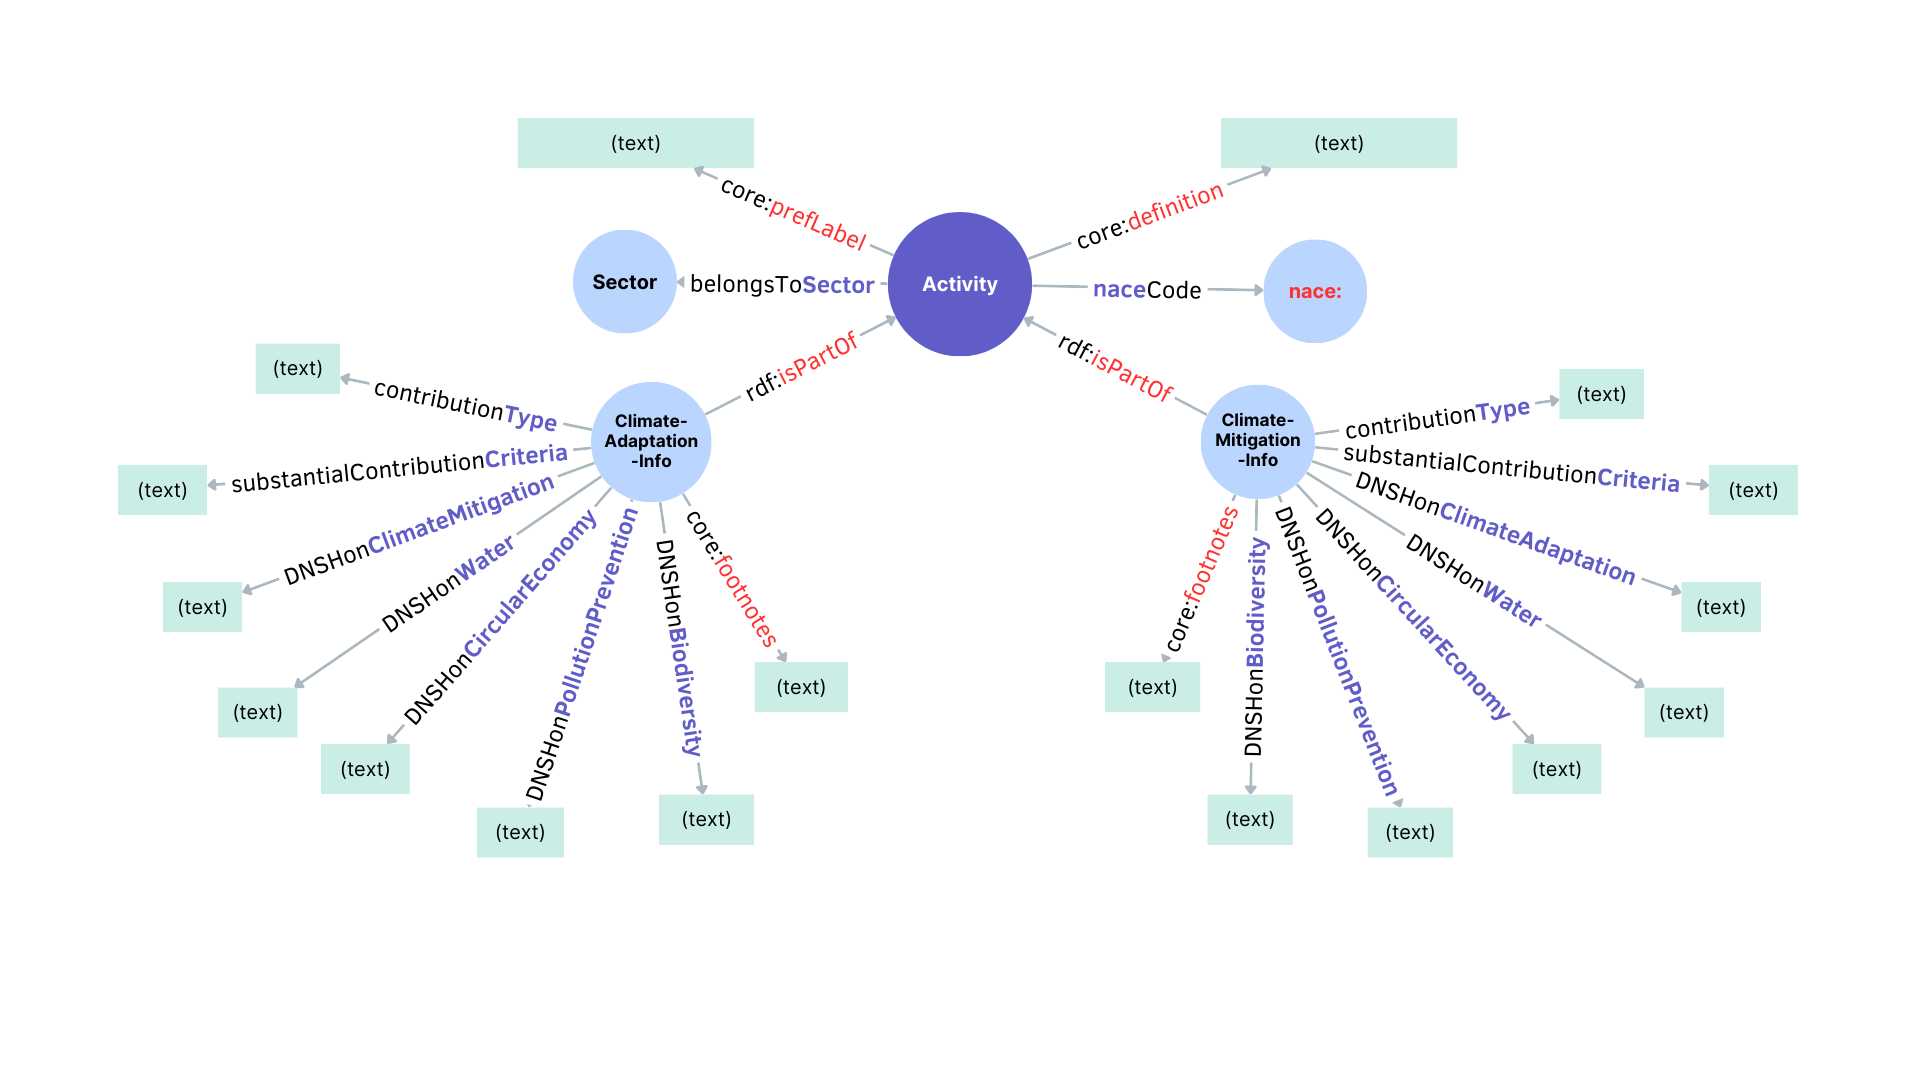 (text)
(text)
core:prefLabel
core:definition
Sector
belongsToSector
Activity
naceCode
nace:
rdf:isPartOf
rdf:isPartOf
(text)
contributionType
Climate-
Adaptation
-Info
substantialContributionCriteria
(text)
DNSHonClimateMitigation
(text)
DNSHonWater
(text)
DNSHonCircularEconomy
(text)
DNSHonPollutionPrevention
(text)
DNSHonBiodiversity
(text)
core:footnotes
(text)
Climate-
Mitigation
-Info
contributionType
(text)
substantialContributionCriteria
(text)
DNSHonClimateAdaptation
(text)
DNSHonWater
(text)
DNSHonCircularEconomy
(text)
DNSHonPollutionPrevention
(text)
DNSHonBiodiversity
(text)
core:footnotes
(text)